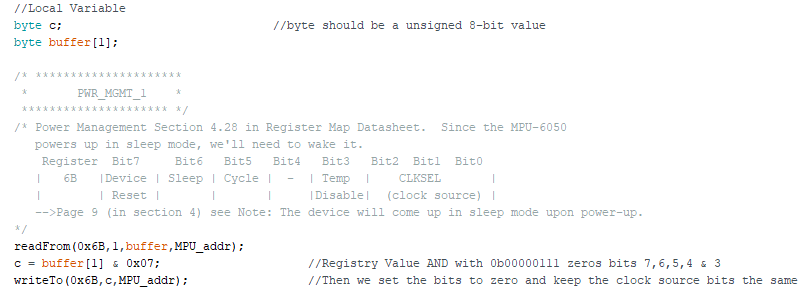 //Local Variable
byte c; //byte should be a unsigned 8-bit value
byte buffer[1];
/* *********************
* PWR_MGMT_1 *
********************* */
/* Power Management Section 4.28 in Register Map Datasheet. Since the MPU-6050
powers up in sleep mode, we'll need to wake it.
Register Bit7 Bit6 Bit5 Bit4 Bit3 Bit2 Bit1 Bit0
| 6B |Device | Sleep | Cycle | - | Temp | CLKSEL |
| | Reset | | | |Disable| (clock source) |
-->Page 9 (in section 4) see Note: The device will come up in sleep mode upon power-up.
*/
readFrom(0x6B,1,buffer,MPU_addr);
c = buffer[1] & 0x07; //Registry Value AND with 0b00000111 zeros bits 7,6,5,4 & 3
writeTo(0x6B,c,MPU_addr); //Then we set the bits to zero and keep the clock source bits the same